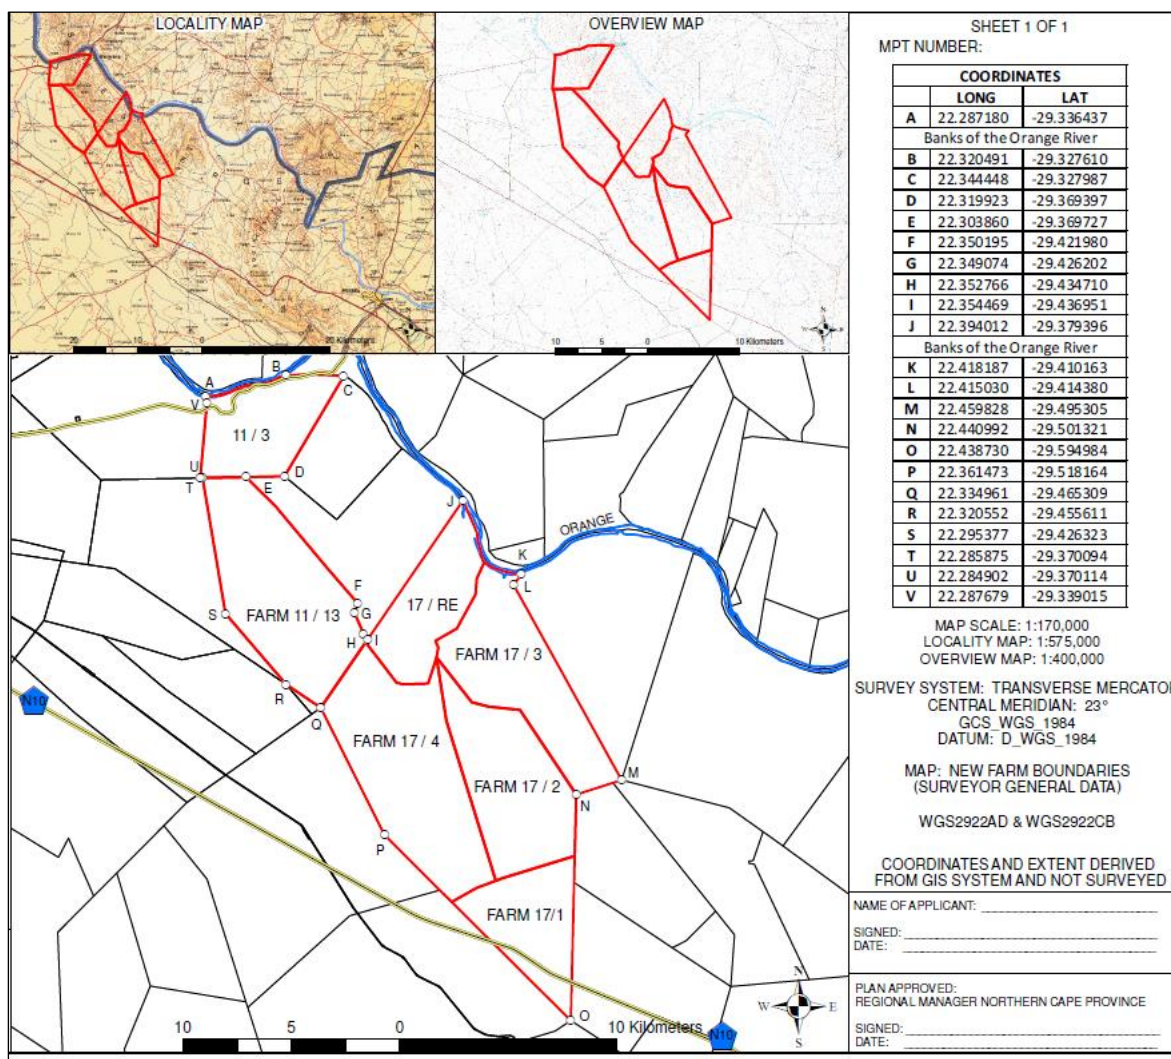 LOCALITY MAP
20 10 0 20 Kilometers
OVERVIEW MAP
10 5 0 10 Kilometers
N
W E
S
A
B
C
V
11 / 3
U
T
E
D
J
ORANGE
K
L
F
G
17 / RE
S
FARM 11 / 13
H
I
FARM 17 / 3
R
Q
N10
FARM 17 / 4
FARM 17 / 2
M
N
P
FARM 17/1
O
N10
N
W E
S
10 5 0 10 Kilometers
SHEET 1 OF 1
MPT NUMBER:
COORDINATES
LONG LAT
A 22.287180 -29.336437
Banks of the Orange River
B 22.320491 -29.327610
C 22.344448 -29.327987
D 22.319923 -29.369397
E 22.303860 -29.369727
F 22.350195 -29.421980
G 22.349074 -29.426202
H 22.352766 -29.434710
I 22.354469 -29.436951
J 22.394012 -29.379396
Banks of the Orange River
K 22.418187 -29.410163
L 22.415030 -29.414380
M 22.459828 -29.495305
N 22.440992 -29.501321
O 22.438730 -29.594984
P 22.361473 -29.518164
Q 22.334961 -29.465309
R 22.320552 -29.455611
S 22.295377 -29.426323
T 22.285875 -29.370094
U 22.284902 -29.370114
V 22.287679 -29.339015
MAP SCALE: 1:170,000
LOCALITY MAP: 1:575,000
OVERVIEW MAP: 1:400,000
SURVEY SYSTEM: TRANSVERSE MERCATOR
CENTRAL MERIDIAN: 23°
GCS_WGS_1984
DATUM: D_WGS_1984
MAP: NEW FARM BOUNDARIES
(SURVEYOR GENERAL DATA)
WGS2922AD & WGS2922CB
COORDINATES AND EXTENT DERIVED
FROM GIS SYSTEM AND NOT SURVEYED
NAME OF APPLICANT:
SIGNED:
DATE:
PLAN APPROVED:
REGIONAL MANAGER NORTHERN CAPE PROVINCE
SIGNED:
DATE: